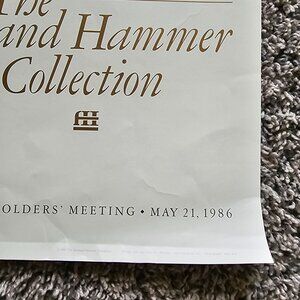 The
and Hammer
Collection
OLDERS' MEETING • MAY 21, 1986